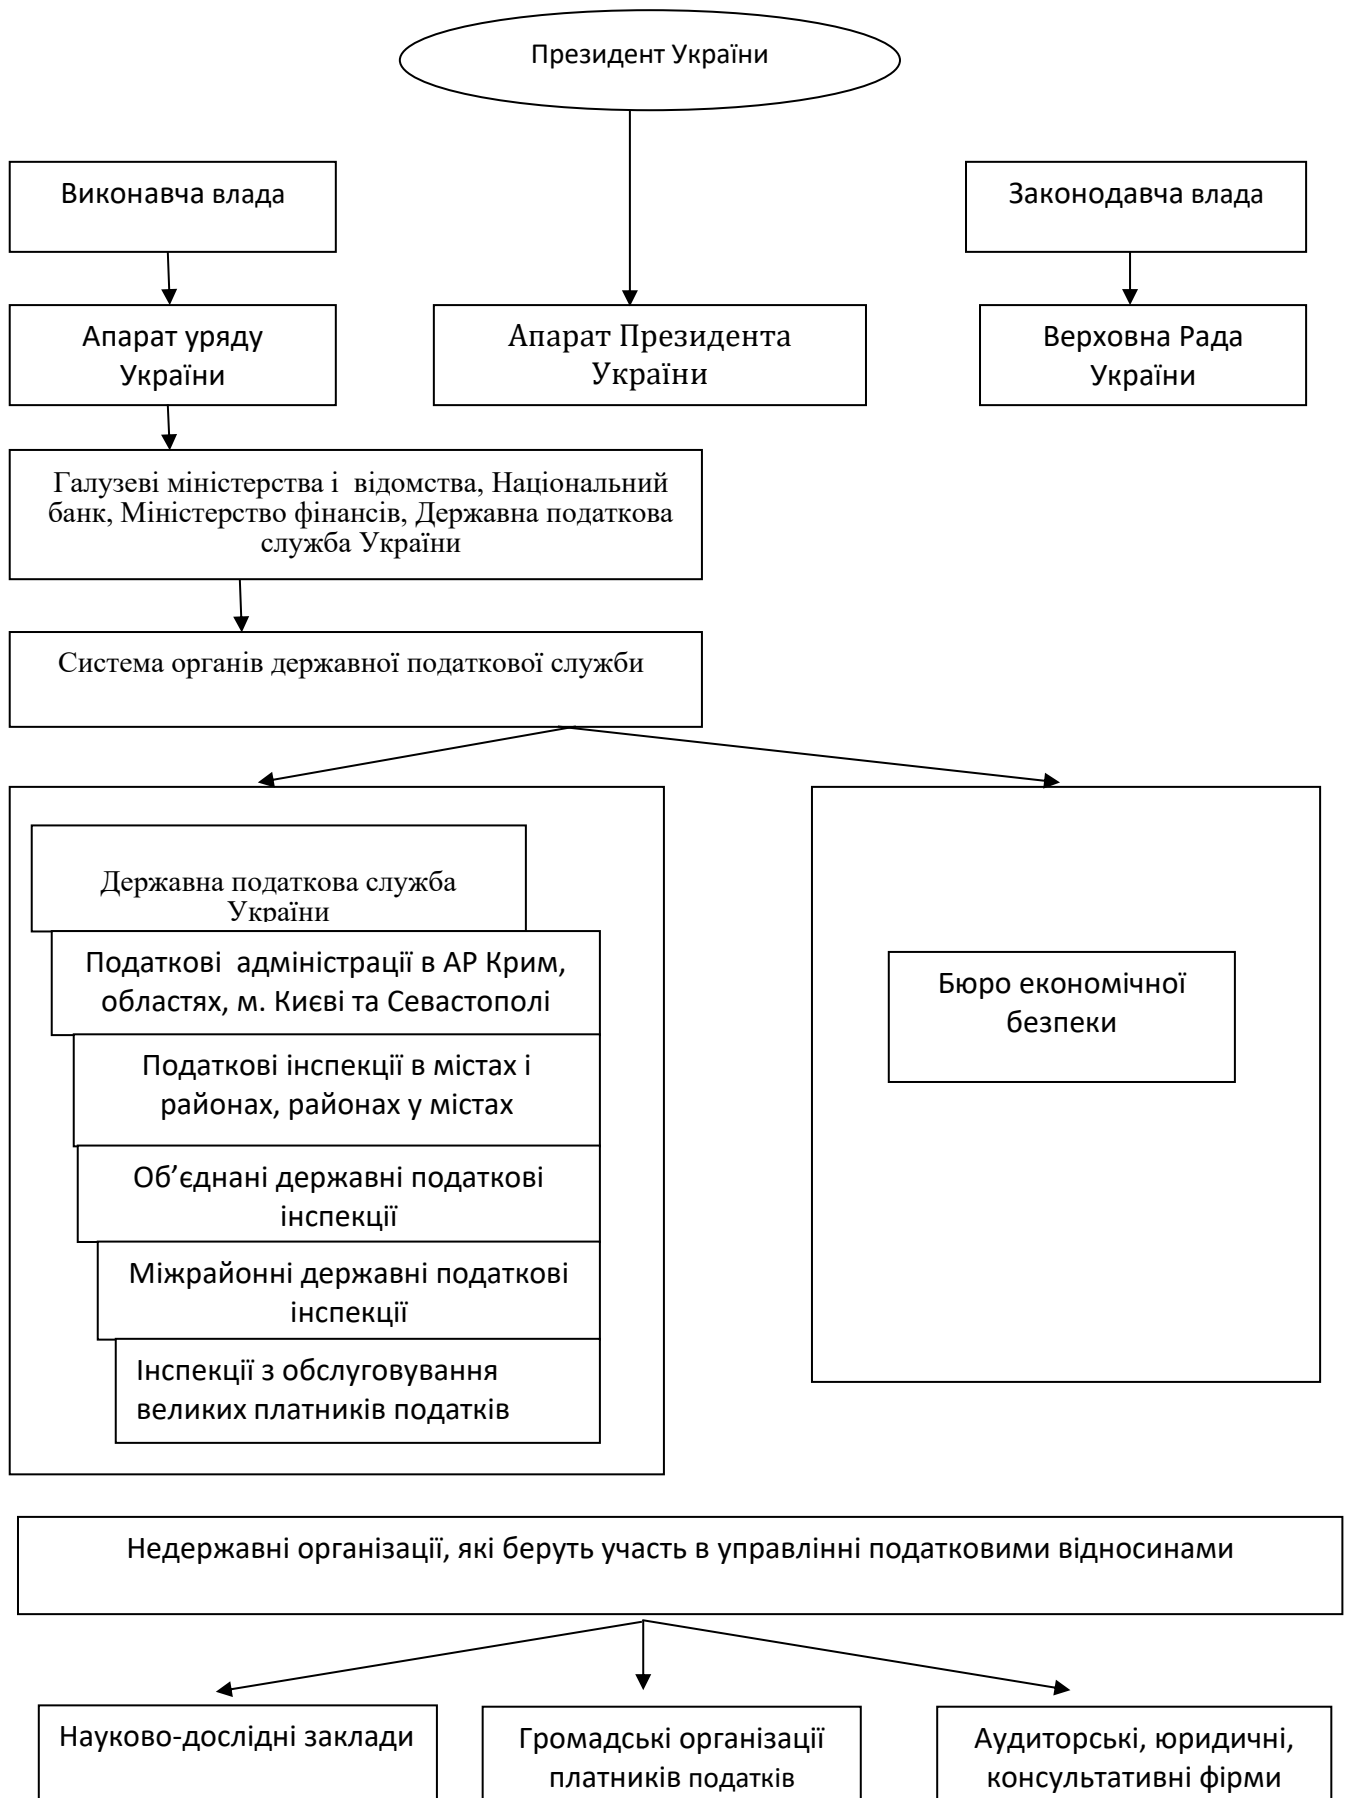 Президент України
Виконавча влада
Законодавча влада
Апарат уряду
України
Апарат Президента
України
Верховна Рада
України
Галузеві міністерства і відомства, Національний
банк, Міністерство фінансів, Державна податкова
служба України
Система органів державної податкової служби
Державна податкова служба
України
Податкові адміністрації в АР Крим,
областях, м. Києві та Севастополі
Податкові інспекції в містах і
районах, районах у містах
Об’єднані державні податкові
інспекції
Міжрайонні державні податкові
інспекції
Інспекції з обслуговування
великих платників податків
Бюро економічної
безпеки
Недержавні організації, які беруть участь в управлінні податковими відносинами
Науково-дослідні заклади
Громадські організації
платників податків
Аудиторські, юридичні,
консультативні фірми